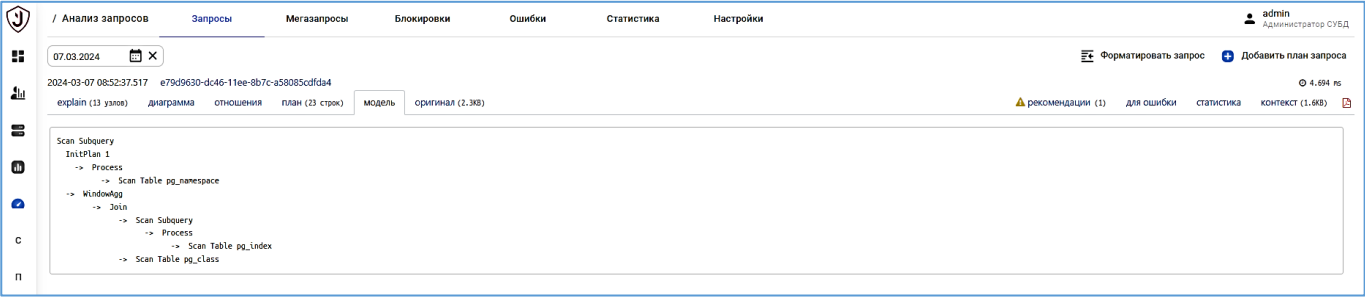 / Анализ запросов Запросы Мегазапросы Блокировки Ошибки Статистика Настройки admin
Администратор СУБД
07.03.2024 Форматировать запрос Добавить план запроса
2024-03-07 08:52:37.517 e79d9630-dc46-11ee-8b7c-a58085cdfda4 4.694 ms
explain (13 узлов) диаграмма отношения план (23 строк) модель оригинал (2.3KB) рекомендации (1) для ошибки статистика контекст (1.6KB)
Scan Subquery
InitPlan 1
-> Process
-> Scan Table pg_namespace
-> WindowAgg
-> Join
-> Scan Subquery
-> Process
-> Scan Table pg_index
-> Scan Table pg_class
С
П